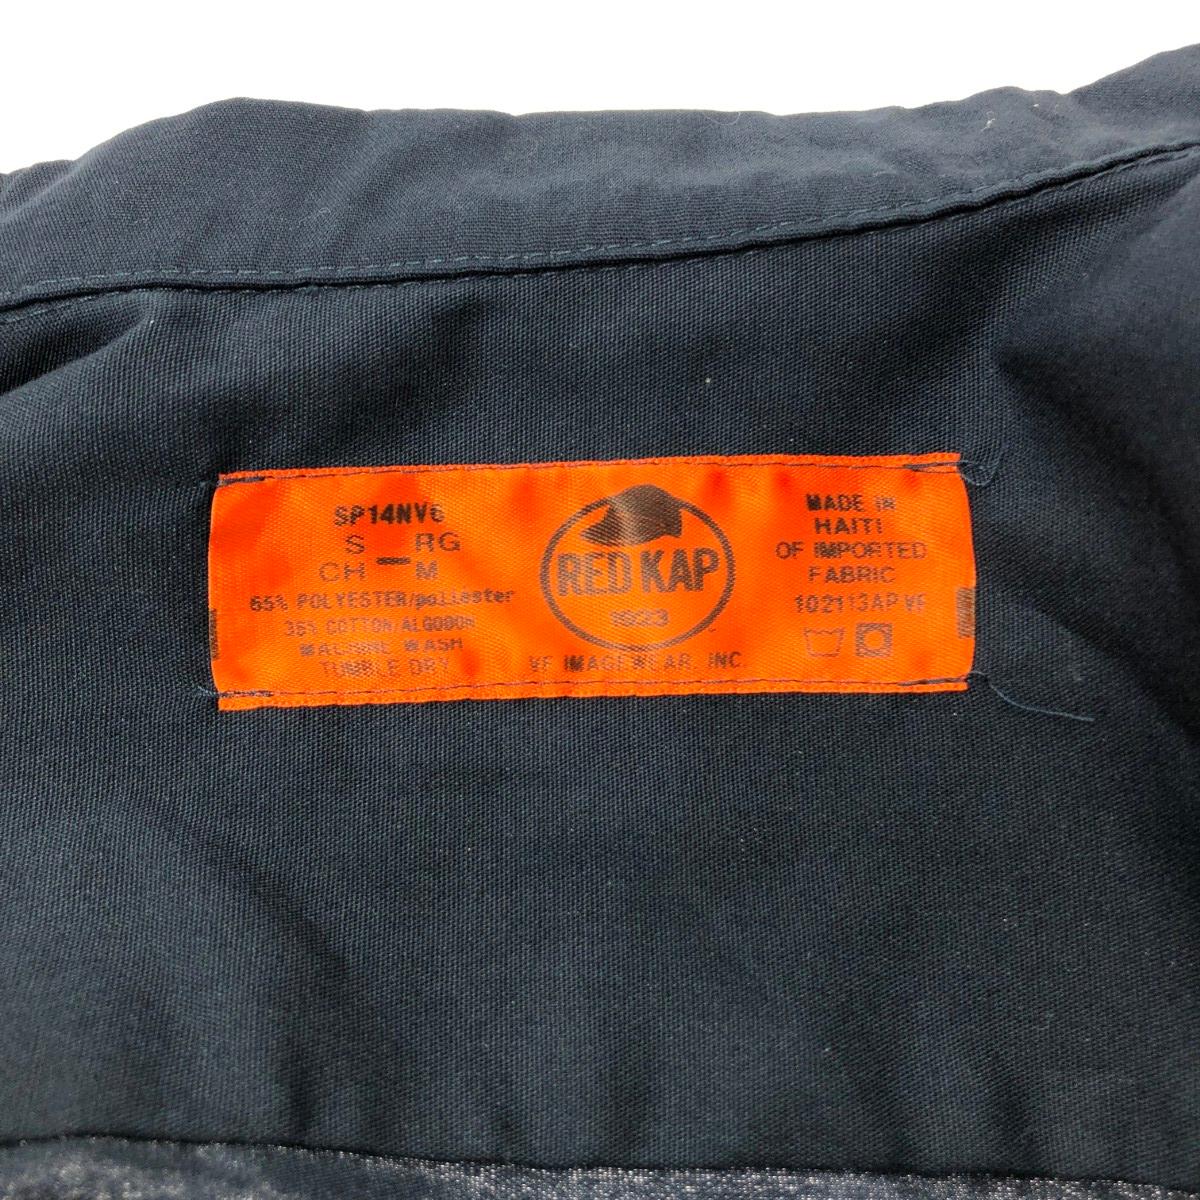 SP14NV6
S RG
CH — M
65% POLYESTER/poliester
35% COTTON/ALGODON
MACHINE WASH
TUMBLE DRY
RED KAP
1923
VF IMAGEWEAR, INC.
MADE IN
HAITI
OF IMPORTED
FABRIC
102113AP VF